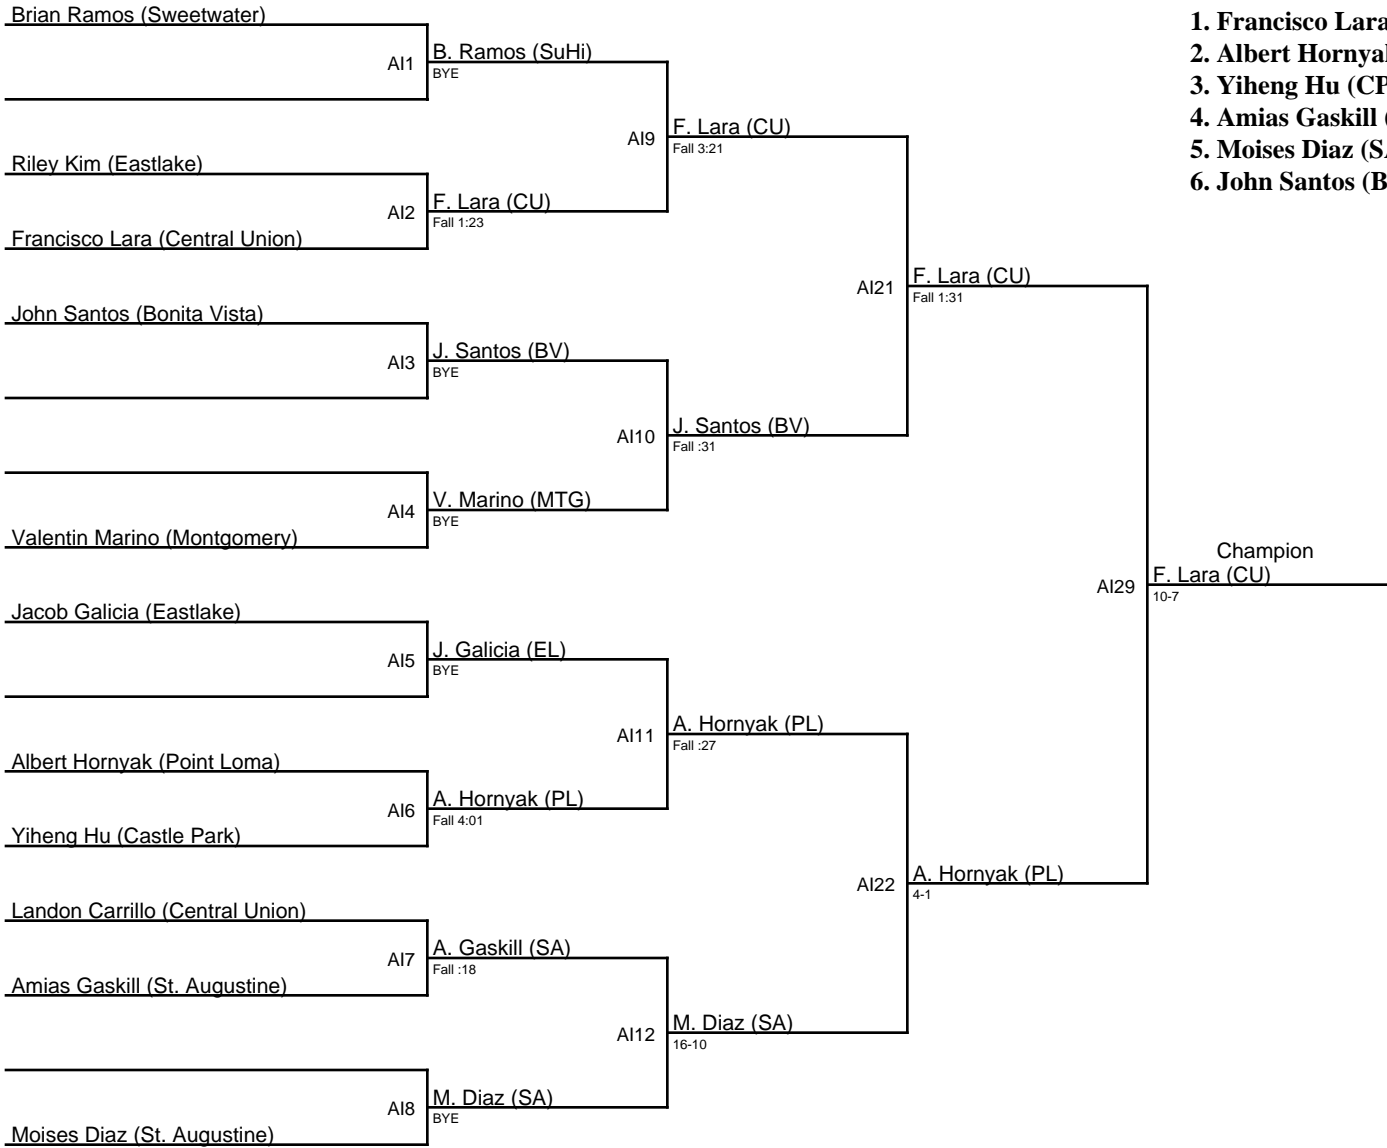 Brian Ramos (Sweetwater)
AI1
B. Ramos (SuHi)
BYE
AI9
F. Lara (CU)
Fall 3:21
Riley Kim (Eastlake)
AI2
F. Lara (CU)
Fall 1:23
Francisco Lara (Central Union)
AI21
F. Lara (CU)
Fall 1:31
John Santos (Bonita Vista)
AI3
J. Santos (BV)
BYE
AI10
J. Santos (BV)
Fall :31
AI4
V. Marino (MTG)
BYE
Valentin Marino (Montgomery)
Champion
AI29
F. Lara (CU)
10-7
Jacob Galicia (Eastlake)
AI5
J. Galicia (EL)
BYE
AI11
A. Hornyak (PL)
Fall :27
Albert Hornyak (Point Loma)
AI6
A. Hornyak (PL)
Fall 4:01
Yiheng Hu (Castle Park)
AI22
A. Hornyak (PL)
4-1
Landon Carrillo (Central Union)
AI7
A. Gaskill (SA)
Fall :18
Amias Gaskill (St. Augustine)
AI12
M. Diaz (SA)
16-10
AI8
M. Diaz (SA)
BYE
Moises Diaz (St. Augustine)
1. Francisco Lara
2. Albert Hornyak
3. Yiheng Hu (CP
4. Amias Gaskill (
5. Moises Diaz (SA
6. John Santos (B